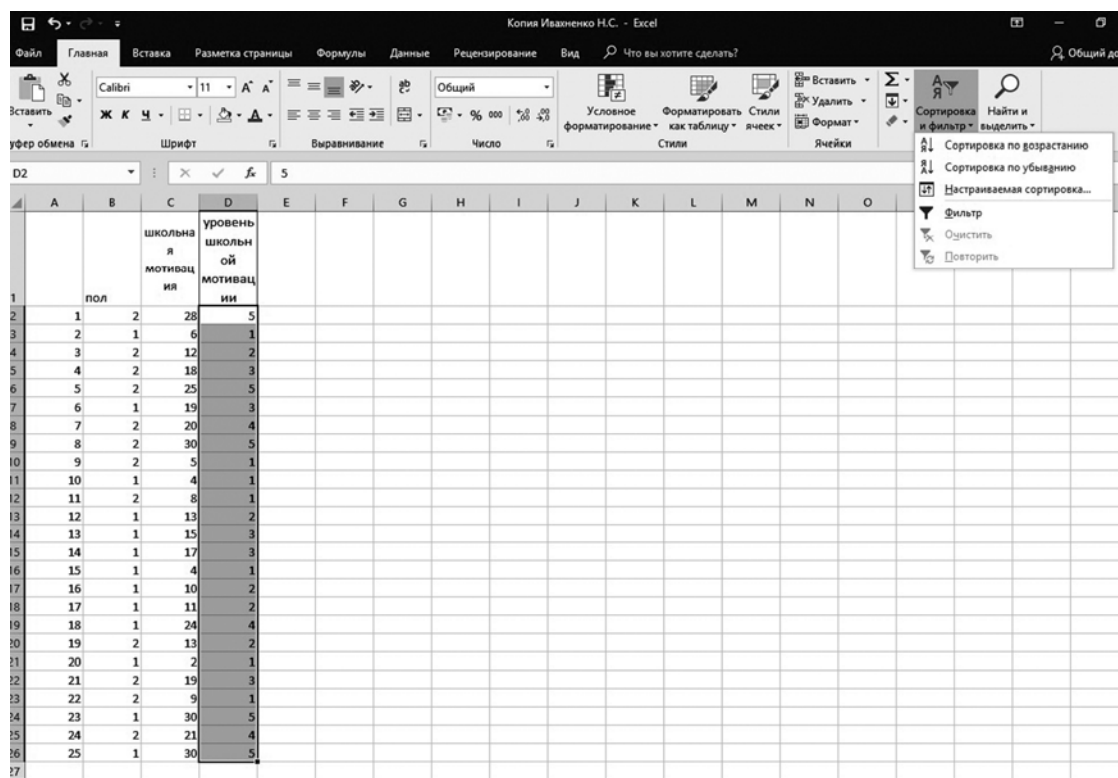 Копия Ивахненко Н.С. - Excel
Файл Главная Вставка Разметка страницы Формулы Данные Рецензирование Вид Что вы хотите сделать? Общий до
Вставить
Calibri 11
Ж К Ч
Общий
% 000
Условное форматирование
Форматировать как таблицу
Стили ячеек
Вставить
Удалить
Формат
Сортировка и фильтр
Найти и выделить
уфер обмена Шрифт Выравнивание Число Стили Ячейки
Сортировка по возрастанию
Сортировка по убыванию
Настраиваемая сортировка...
Фильтр
Очистить
Повторить
D2 fx 5
A B C D E F G H I J K L M N O
1 пол школьна
я
мотивац
ия уровень
школьн
ой
мотивац
ии
2 1 2 28 5
3 2 1 6 1
4 3 2 12 2
5 4 2 18 3
6 5 2 25 5
7 6 1 19 3
8 7 2 20 4
9 8 2 30 5
10 9 2 5 1
11 10 1 4 1
12 11 2 8 1
13 12 1 13 2
14 13 1 15 3
15 14 1 17 3
16 15 1 4 1
17 16 1 10 2
18 17 1 11 2
19 18 1 24 4
20 19 2 13 2
21 20 1 2 1
22 21 2 19 3
23 22 2 9 1
24 23 1 30 5
25 24 2 21 4
26 25 1 30 5
27